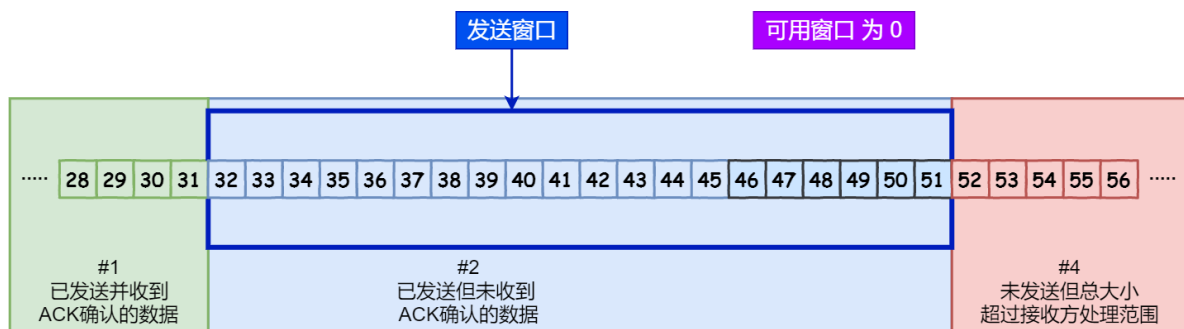 发送窗口
可用窗口 为 0
..... 28 29 30 31 32 33 34 35 36 37 38 39 40 41 42 43 44 45 46 47 48 49 50 51 52 53 54 55 56 .....
#1
已发送并收到
ACK确认的数据
#2
已发送但未收到
ACK确认的数据
#4
未发送但总大小
超过接收方处理范围